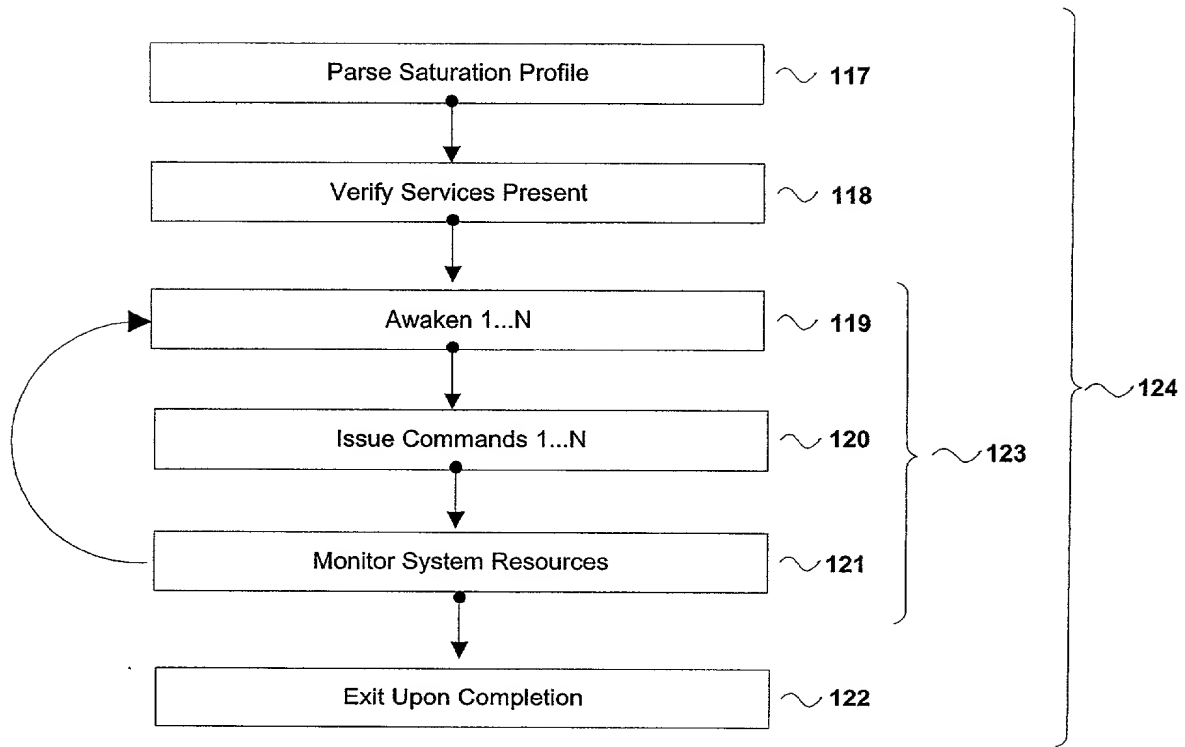 Parse Saturation Profile 117
Verify Services Present 118
Awaken 1...N 119
124
Issue Commands 1...N 120
123
Monitor System Resources 121
Exit Upon Completion 122